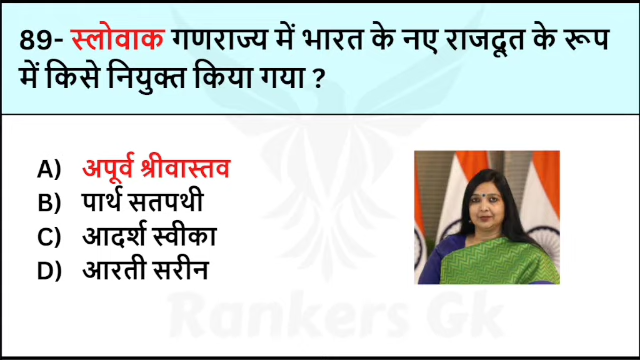 89- स्लोवाक गणराज्य में भारत के नए राजदूत के रूप
में किसे नियुक्त किया गया ?
A) अपूर्व श्रीवास्तव
B) पार्थ सतपथी
C) आदर्श स्वीका
D) आरती सरीन
Rankers Gk